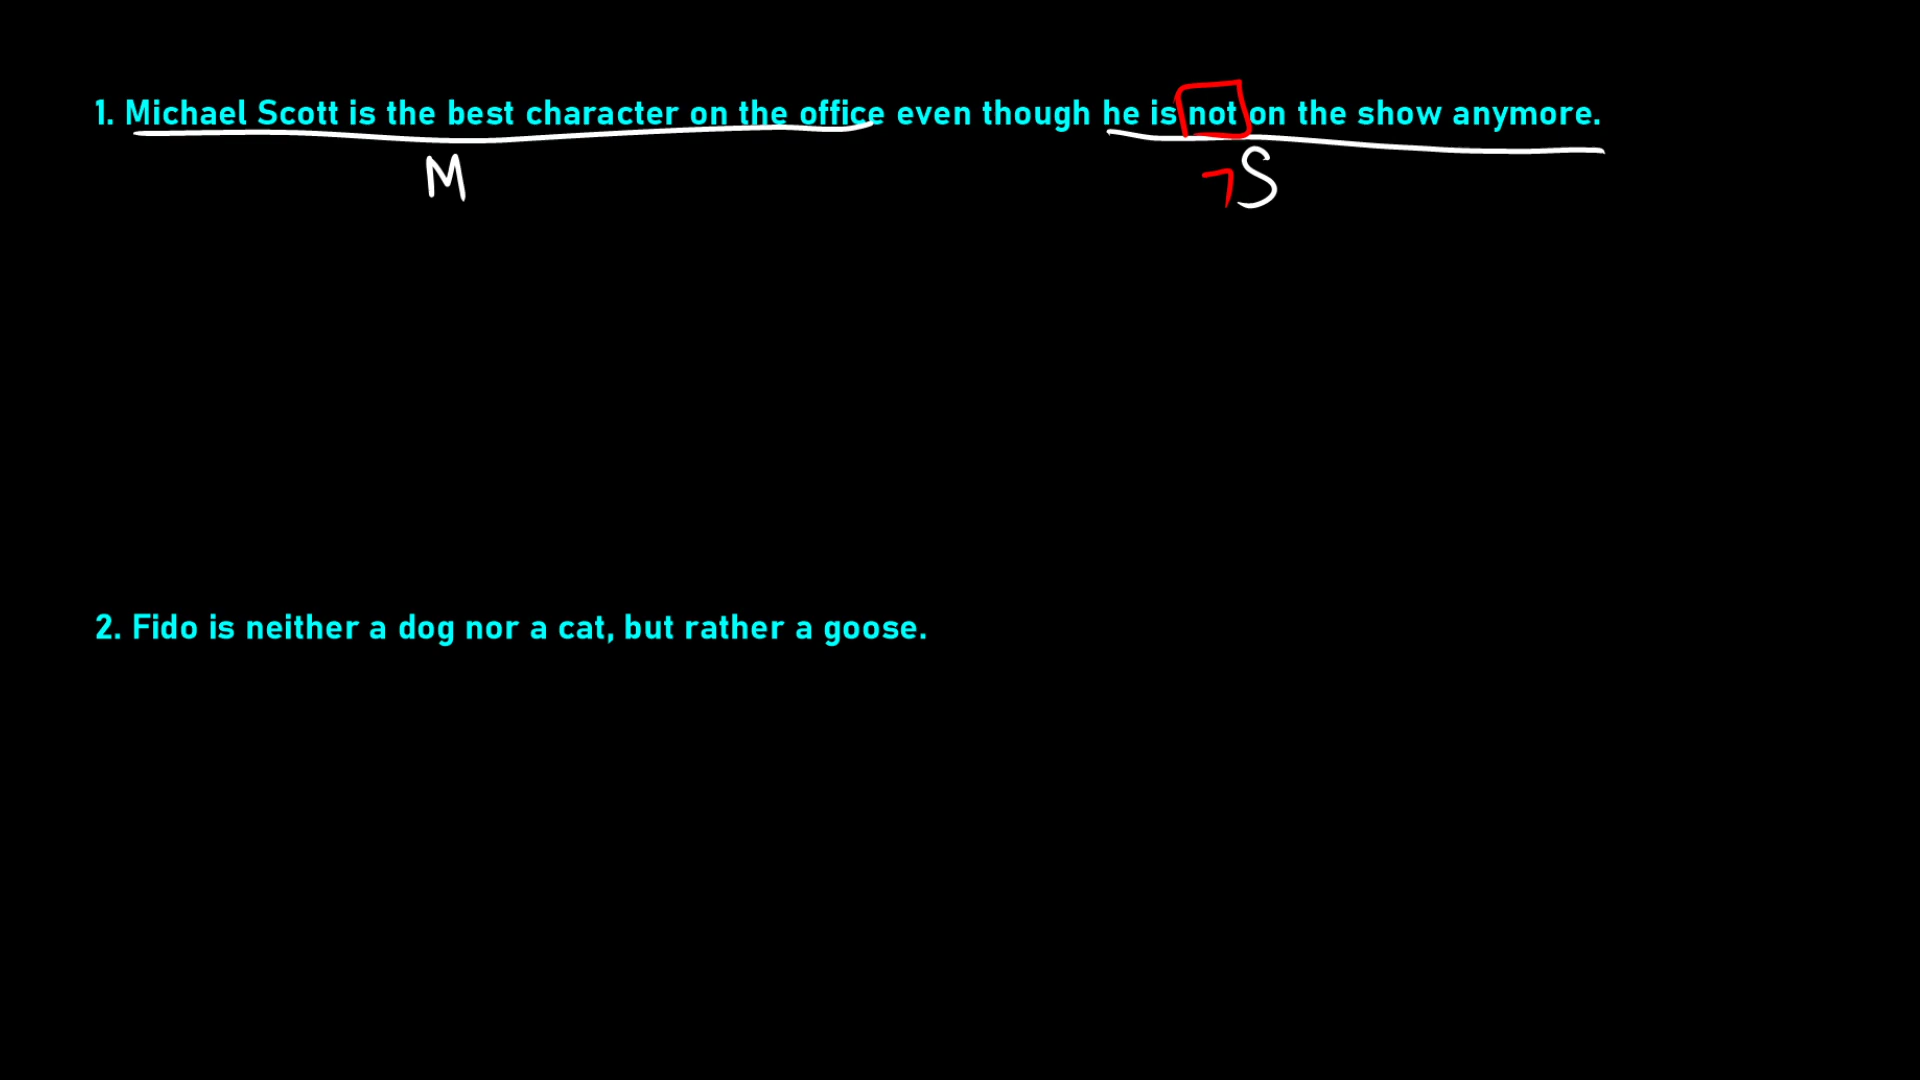 1. Michael Scott is the best character on the office even though he is not on the show anymore.
M ¬S
2. Fido is neither a dog nor a cat, but rather a goose.